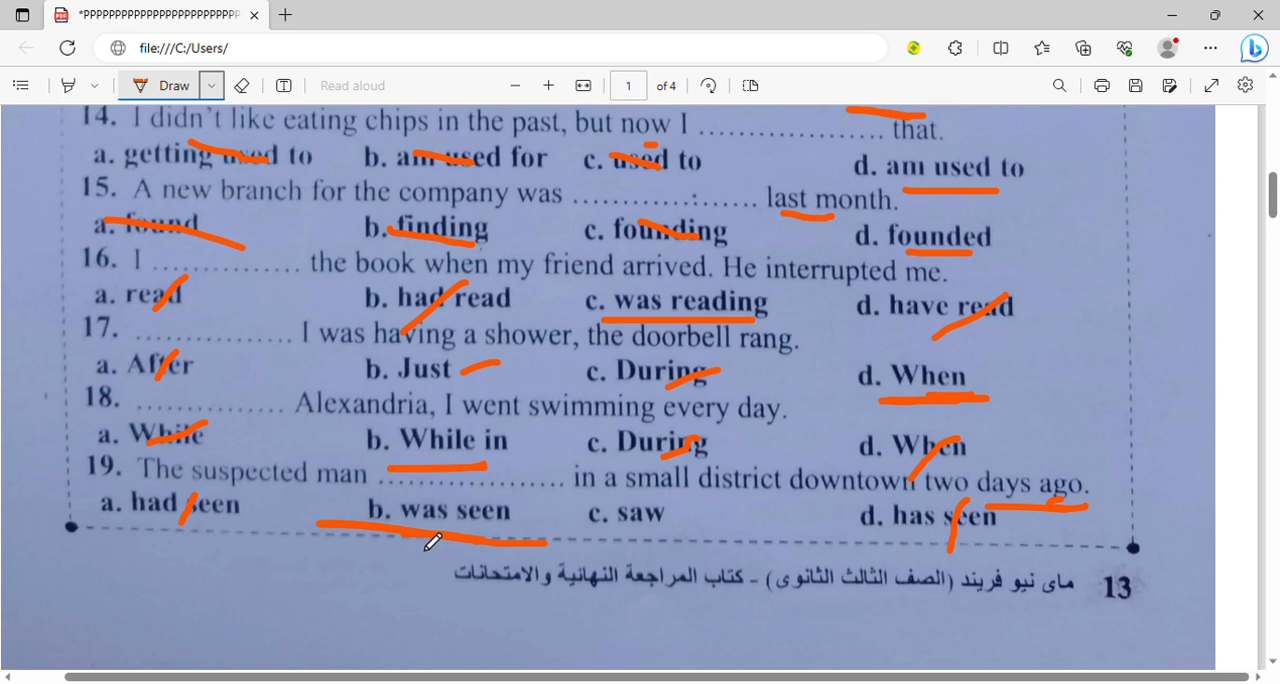 *PPPPPPPPPPPPPPPPPPPPPPPPP
file:///C:/Users/
Draw
Read aloud
1 of 4
14. I didn't like eating chips in the past, but now I .................. that.
a. getting used to b. am used for c. used to d. am used to
15. A new branch for the company was .................. last month.
a. found b. finding c. founding d. founded
16. I .............. the book when my friend arrived. He interrupted me.
a. read b. had read c. was reading d. have read
17. ............... I was having a shower, the doorbell rang.
a. After b. Just c. During d. When
18. ............... Alexandria, I went swimming every day.
a. While b. While in c. During d. When
19. The suspected man .................. in a small district downtown two days ago.
a. had seen b. was seen c. saw d. has seen
13 ماى نيو فريند (الصف الثالث الثانوى) - كتاب المراجعة النهائية والامتحانات